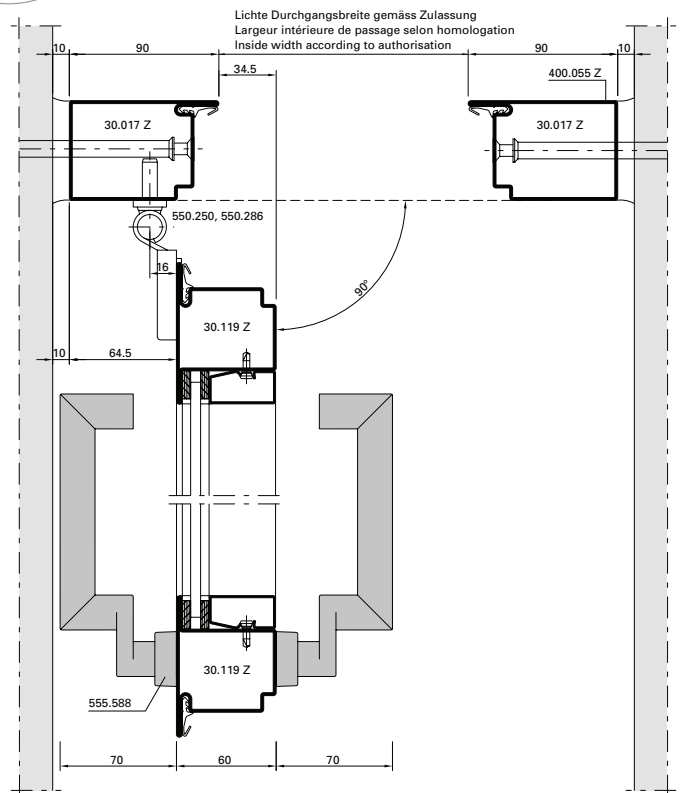 Lichte Durchgangsbreite gemäss Zulassung
Largeur intérieure de passage selon homologation
Inside width according to authorisation
10
90
90
10
34.5
400.055 Z
30.017 Z
30.017 Z
550.250, 550.286
16
90°
30.119 Z
10
64.5
30.119 Z
555.588
70
60
70